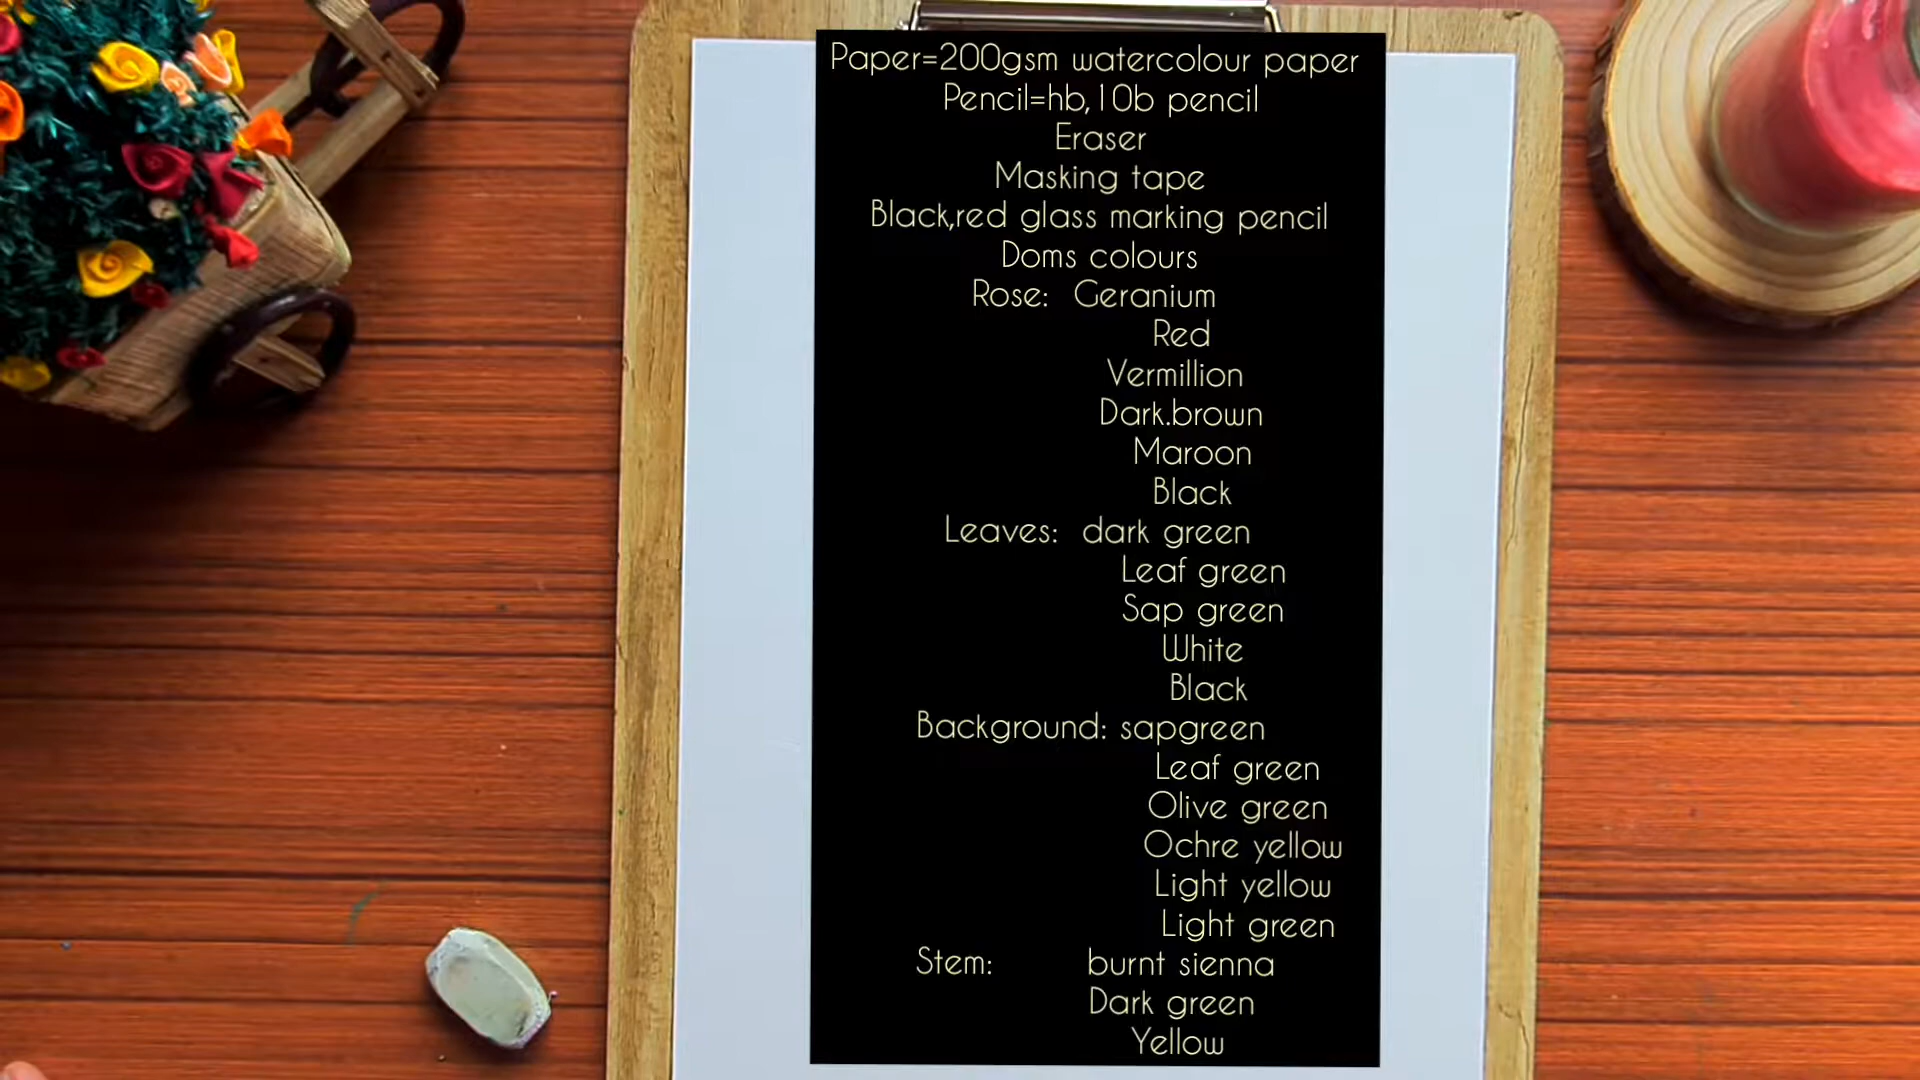 Paper=200gsm watercolour paper
Pencil=hb,10b pencil
Eraser
Masking tape
Black,red glass marking pencil
Doms colours
Rose: Geranium
Red
Vermillion
Dark.brown
Maroon
Black
Leaves: dark green
Leaf green
Sap green
White
Black
Background: sapgreen
Leaf green
Olive green
Ochre yellow
Light yellow
Light green
Stem: burnt sienna
Dark green
Yellow